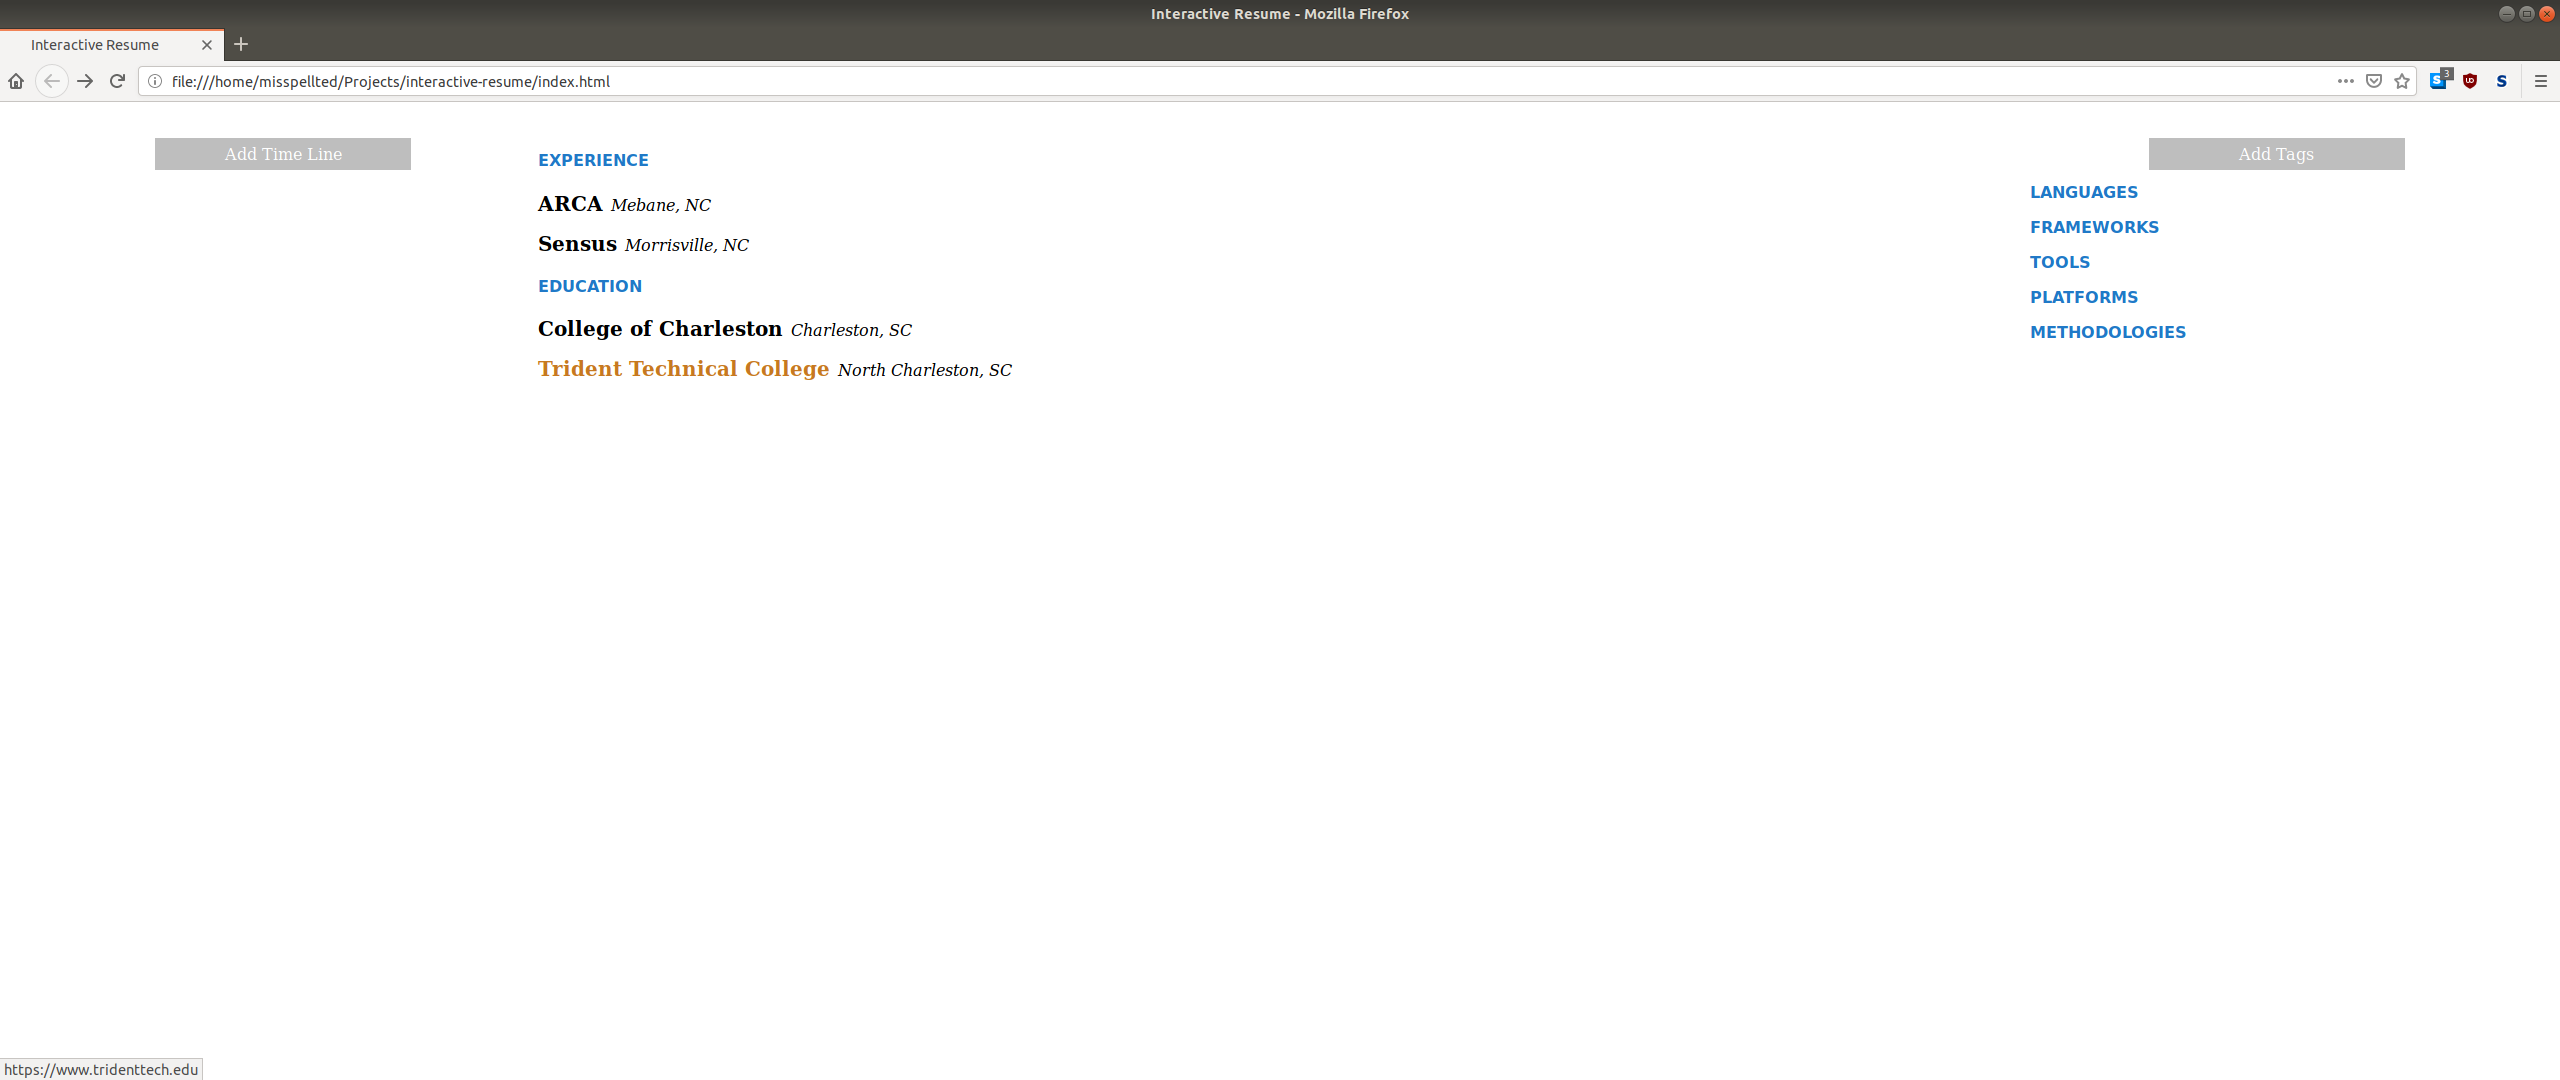 Interactive Resume - Mozilla Firefox
Interactive Resume
file:///home/misspellted/Projects/interactive-resume/index.html
S 3
UO
S
Add Time Line
EXPERIENCE
ARCA Mebane, NC
Sensus Morrisville, NC
EDUCATION
College of Charleston Charleston, SC
Trident Technical College North Charleston, SC
Add Tags
LANGUAGES
FRAMEWORKS
TOOLS
PLATFORMS
METHODOLOGIES
https://www.tridenttech.edu